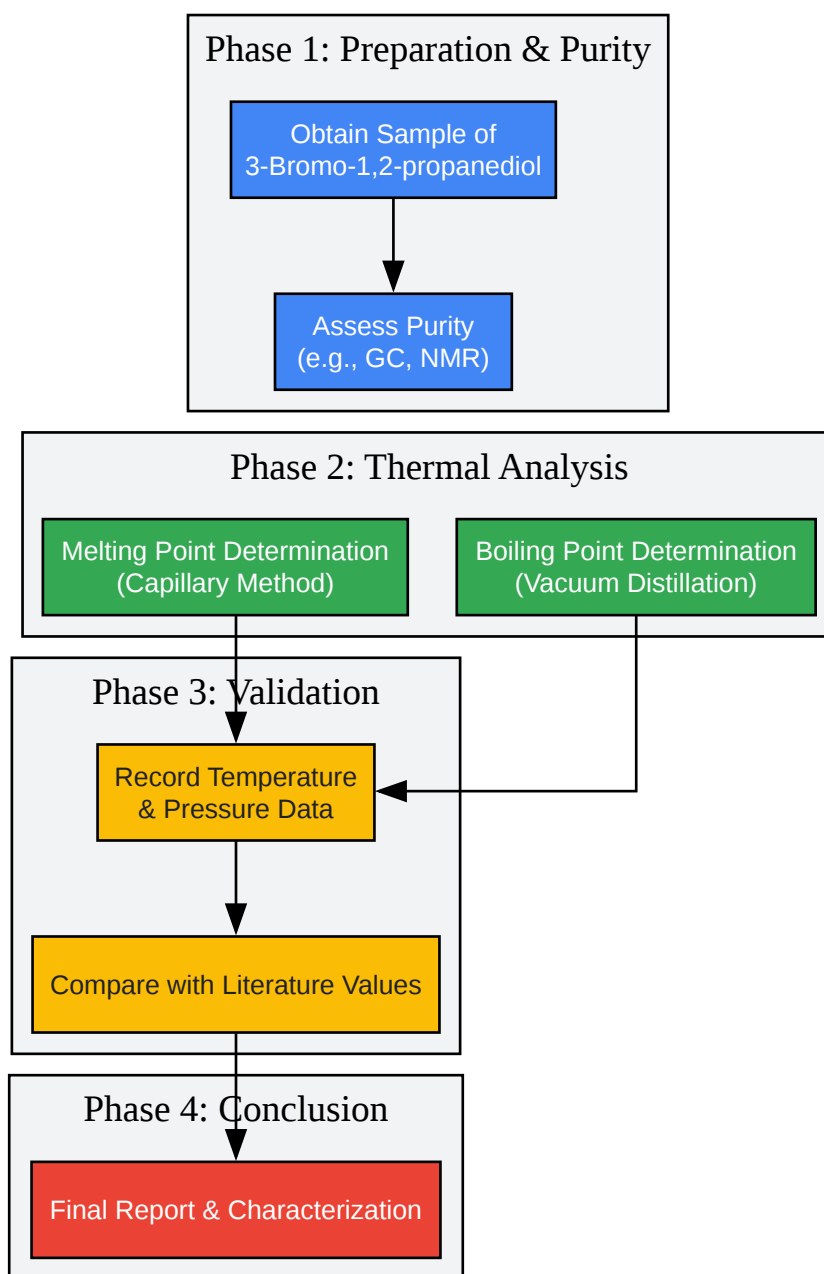 Phase 1: Preparation & Purity
Obtain Sample of
3-Bromo-1,2-propanediol
Assess Purity
(e.g., GC, NMR)
Phase 2: Thermal Analysis
Melting Point Determination
(Capillary Method)
Boiling Point Determination
(Vacuum Distillation)
Phase 3: Validation
Record Temperature
& Pressure Data
Compare with Literature Values
Phase 4: Conclusion
Final Report & Characterization